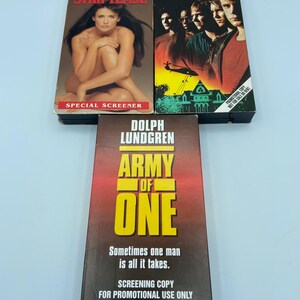 STRIPTEASE
SPECIAL SCREENER
DOLPH
LUNDGREN
ARMY
OF
ONE
Sometimes one man
is all it takes.
SCREENING COPY
FOR PROMOTIONAL USE ONLY